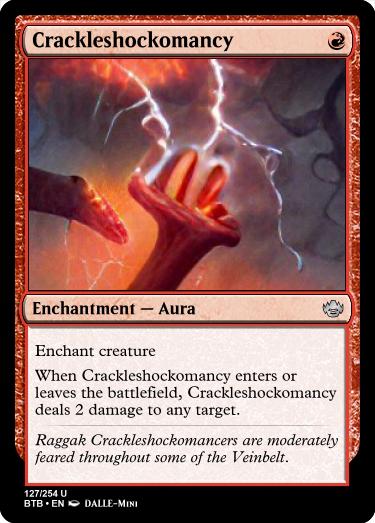 Crackleshockomancy
Enchantment — Aura
Enchant creature
When Crackleshockomancy enters or
leaves the battlefield, Crackleshockomancy
deals 2 damage to any target.
Raggak Crackleshockomancers are moderately
feared throughout some of the Veinbelt.
127/254 U
BTB • EN DALLE-Mini